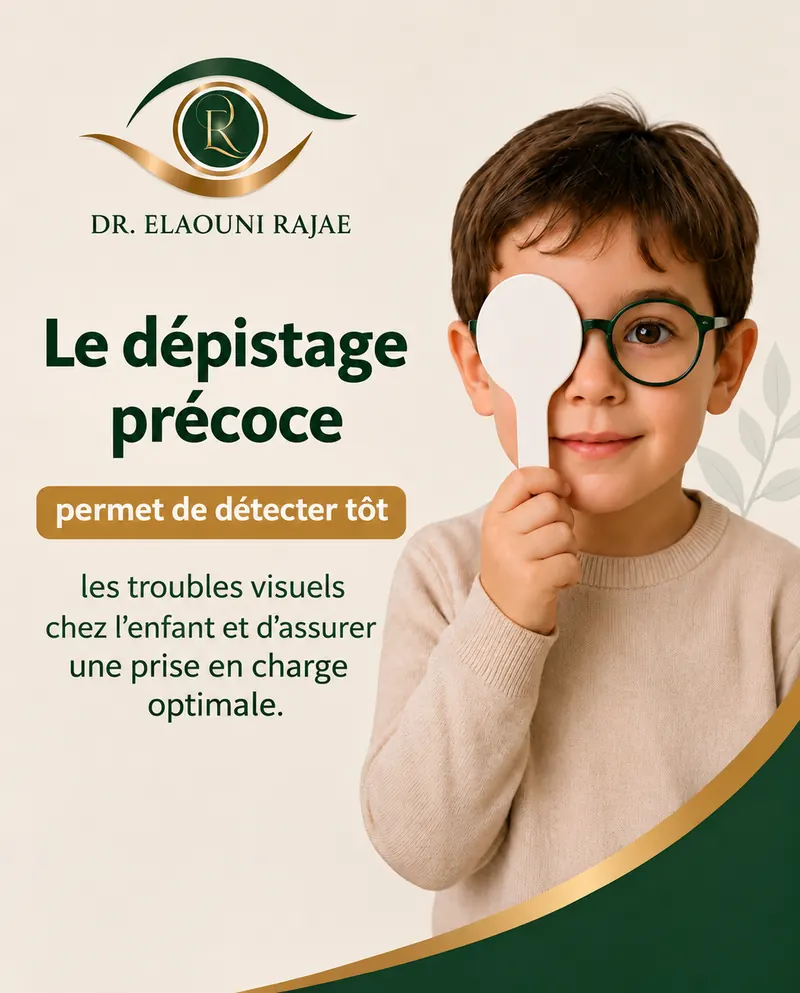 ER
DR. ELAOUNI RAJAE
Le dépistage
précoce
permet de détecter tôt
les troubles visuels
chez l'enfant et d'assurer
une prise en charge
optimale.